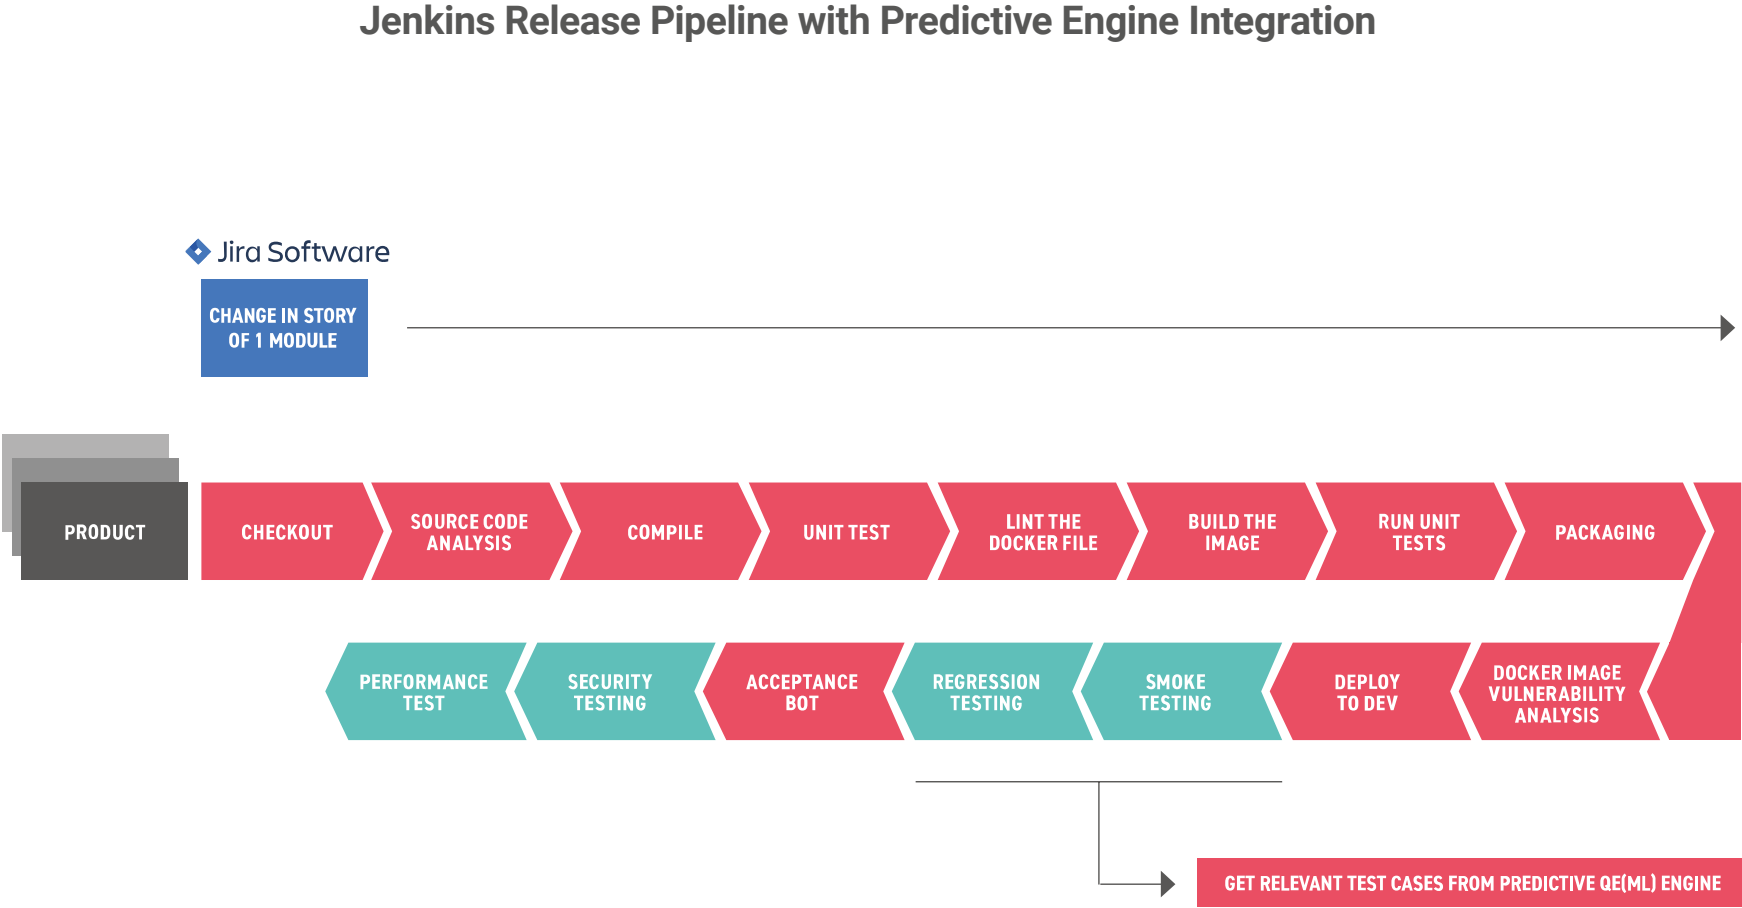 Jenkins Release Pipeline with Predictive Engine Integration
Jira Software
CHANGE IN STORY
OF 1 MODULE
PRODUCT
CHECKOUT
SOURCE CODE
ANALYSIS
COMPILE
UNIT TEST
LINT THE
DOCKER FILE
BUILD THE
IMAGE
RUN UNIT
TESTS
PACKAGING
PERFORMANCE
TEST
SECURITY
TESTING
ACCEPTANCE
BOT
REGRESSION
TESTING
SMOKE
TESTING
DEPLOY
TO DEV
DOCKER IMAGE
VULNERABILITY
ANALYSIS
GET RELEVANT TEST CASES FROM PREDICTIVE QE(ML) ENGINE